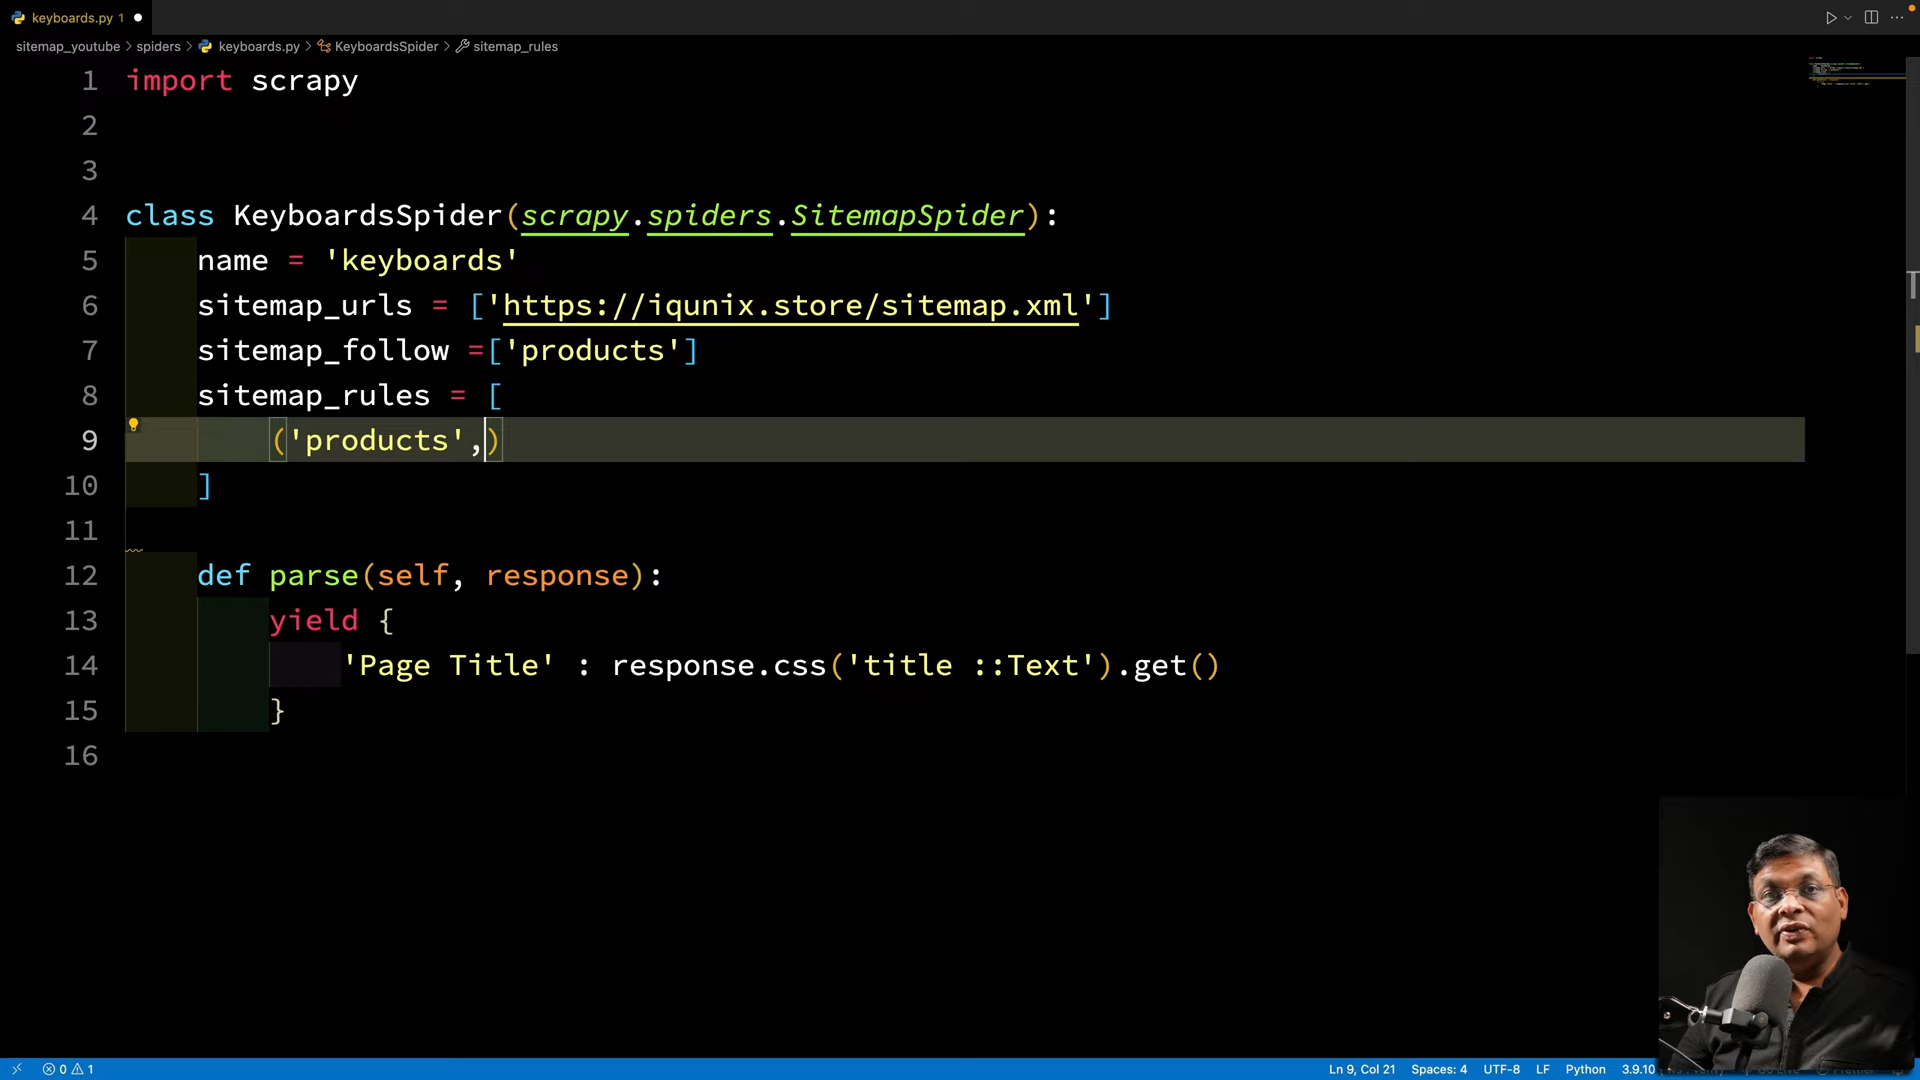 keyboards.py 1
sitemap_youtube > spiders > keyboards.py > KeyboardsSpider > sitemap_rules
1 import scrapy
2
3
4 class KeyboardsSpider(scrapy.spiders.SitemapSpider):
5 name = 'keyboards'
6 sitemap_urls = ['https://iqunix.store/sitemap.xml']
7 sitemap_follow =['products']
8 sitemap_rules = [
9 ('products',)
10 ]
11
12 def parse(self, response):
13 yield {
14 'Page Title' : response.css('title ::Text').get()
15 }
16
0 1 Ln 9, Col 21 Spaces: 4 UTF-8 LF Python 3.9.10